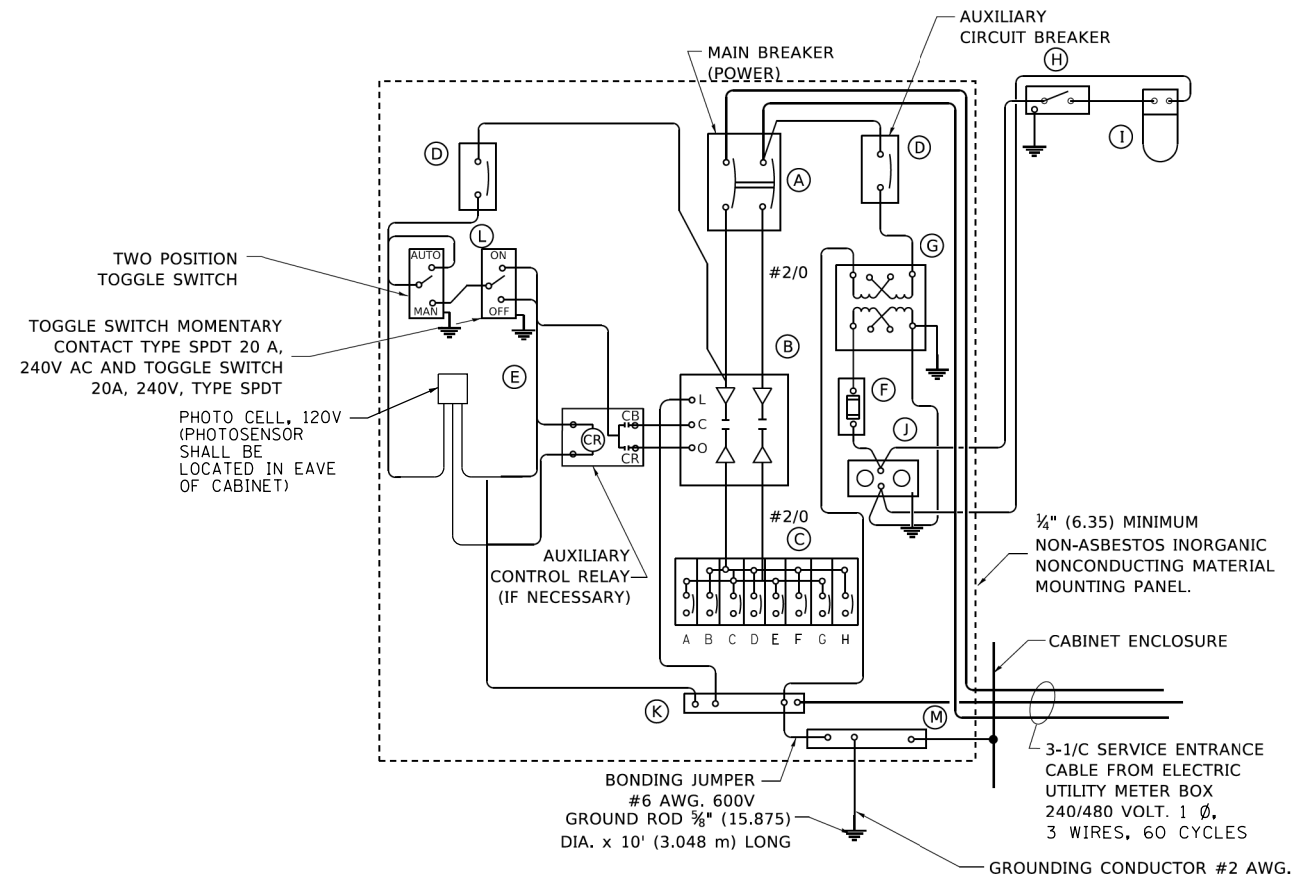 AUXILIARY
CIRCUIT BREAKER
H
MAIN BREAKER
(POWER)
I
D
A
D
L
G
AUTO
MAN
ON
OFF
TWO POSITION
TOGGLE SWITCH
#2/0
TOGGLE SWITCH MOMENTARY
CONTACT TYPE SPDT 20 A,
240V AC AND TOGGLE SWITCH
20A, 240V, TYPE SPDT
B
E
F
L
C
O
CB
CR
CR
J
PHOTO CELL, 120V
(PHOTOSENSOR
SHALL BE
LOCATED IN EAVE
OF CABINET)
#2/0
C
AUXILIARY
CONTROL RELAY
(IF NECESSARY)
1/4" (6.35) MINIMUM
NON-ASBESTOS INORGANIC
NONCONDUCTING MATERIAL
MOUNTING PANEL.
A B C D E F G H
CABINET ENCLOSURE
K
M
BONDING JUMPER
#6 AWG. 600V
GROUND ROD 5/8" (15.875)
DIA. x 10' (3.048 m) LONG
3-1/C SERVICE ENTRANCE
CABLE FROM ELECTRIC
UTILITY METER BOX
240/480 VOLT. 1 Ø,
3 WIRES, 60 CYCLES
GROUNDING CONDUCTOR #2 AWG.